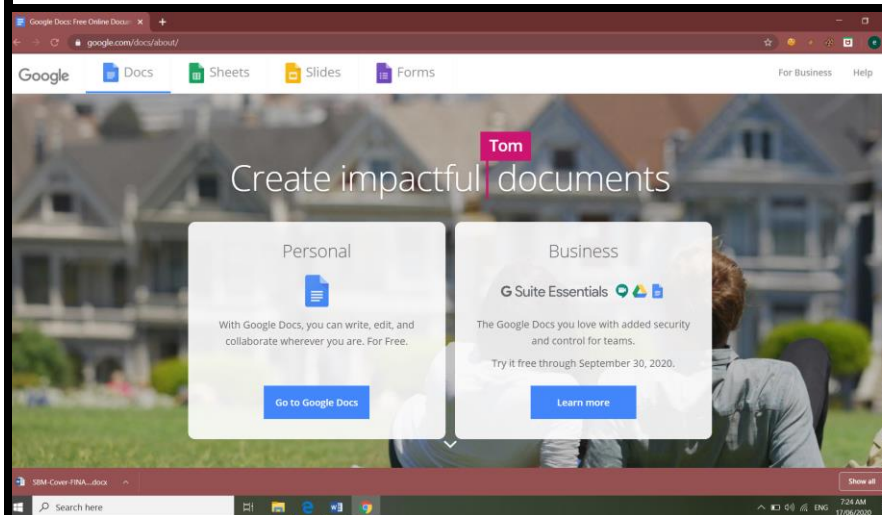 Google Docs: Free Online Docum
google.com/docs/about/
Google Docs Sheets Slides Forms For Business Help
Tom
Create impactful documents
Personal
With Google Docs, you can write, edit, and
collaborate wherever you are. For Free.
Go to Google Docs
Business
G Suite Essentials
The Google Docs you love with added security
and control for teams.
Try it free through September 30, 2020.
Learn more
SBM-Cover-FINA...docx
Show all
Search here
ENG
7:24 AM
17/06/2020